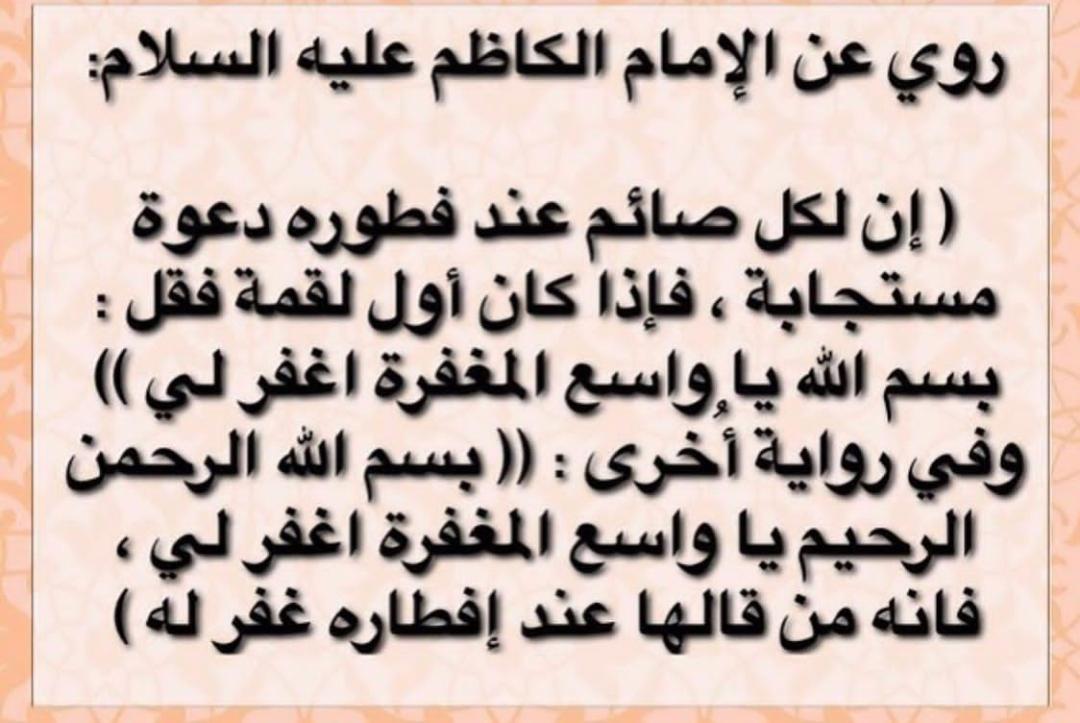 روي عن الإمام الكاظم عليه السلام:
( إن لكل صائم عند فطوره دعوة
مستجابة ، فإذا كان أول لقمة فقل :
بسم الله يا واسع المغفرة اغفر لي ))
وفي رواية أُخرى : (( بسم الله الرحمن
الرحيم يا واسع المغفرة اغفر لي ،
فانه من قالها عند إفطاره غفر له )